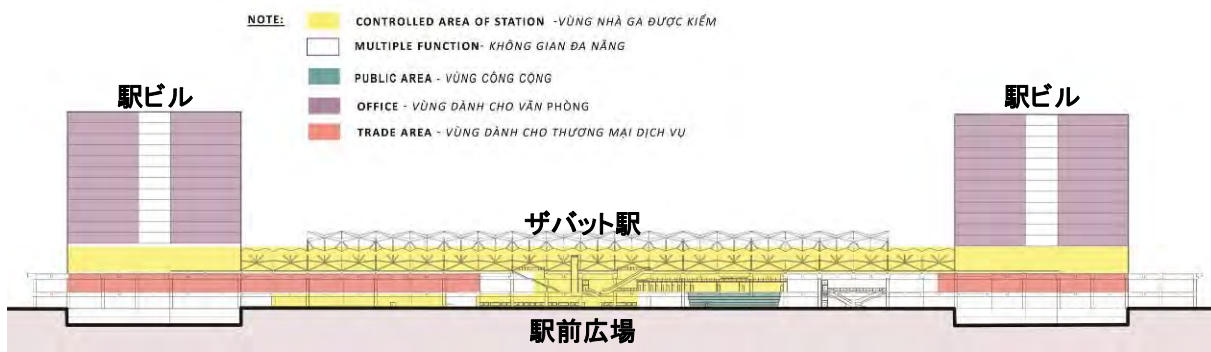 NOTE:
CONTROLLED AREA OF STATION -VÙNG NHÀ GA ĐƯỢC KIỂM
MULTIPLE FUNCTION- KHÔNG GIAN ĐA NĂNG
PUBLIC AREA - VÙNG CÔNG CỘNG
OFFICE - VÙNG DÀNH CHO VĂN PHÒNG
TRADE AREA - VÙNG DÀNH CHO THƯƠNG MẠI DỊCH VỤ
駅ビル
駅ビル
ザバット駅
駅前広場